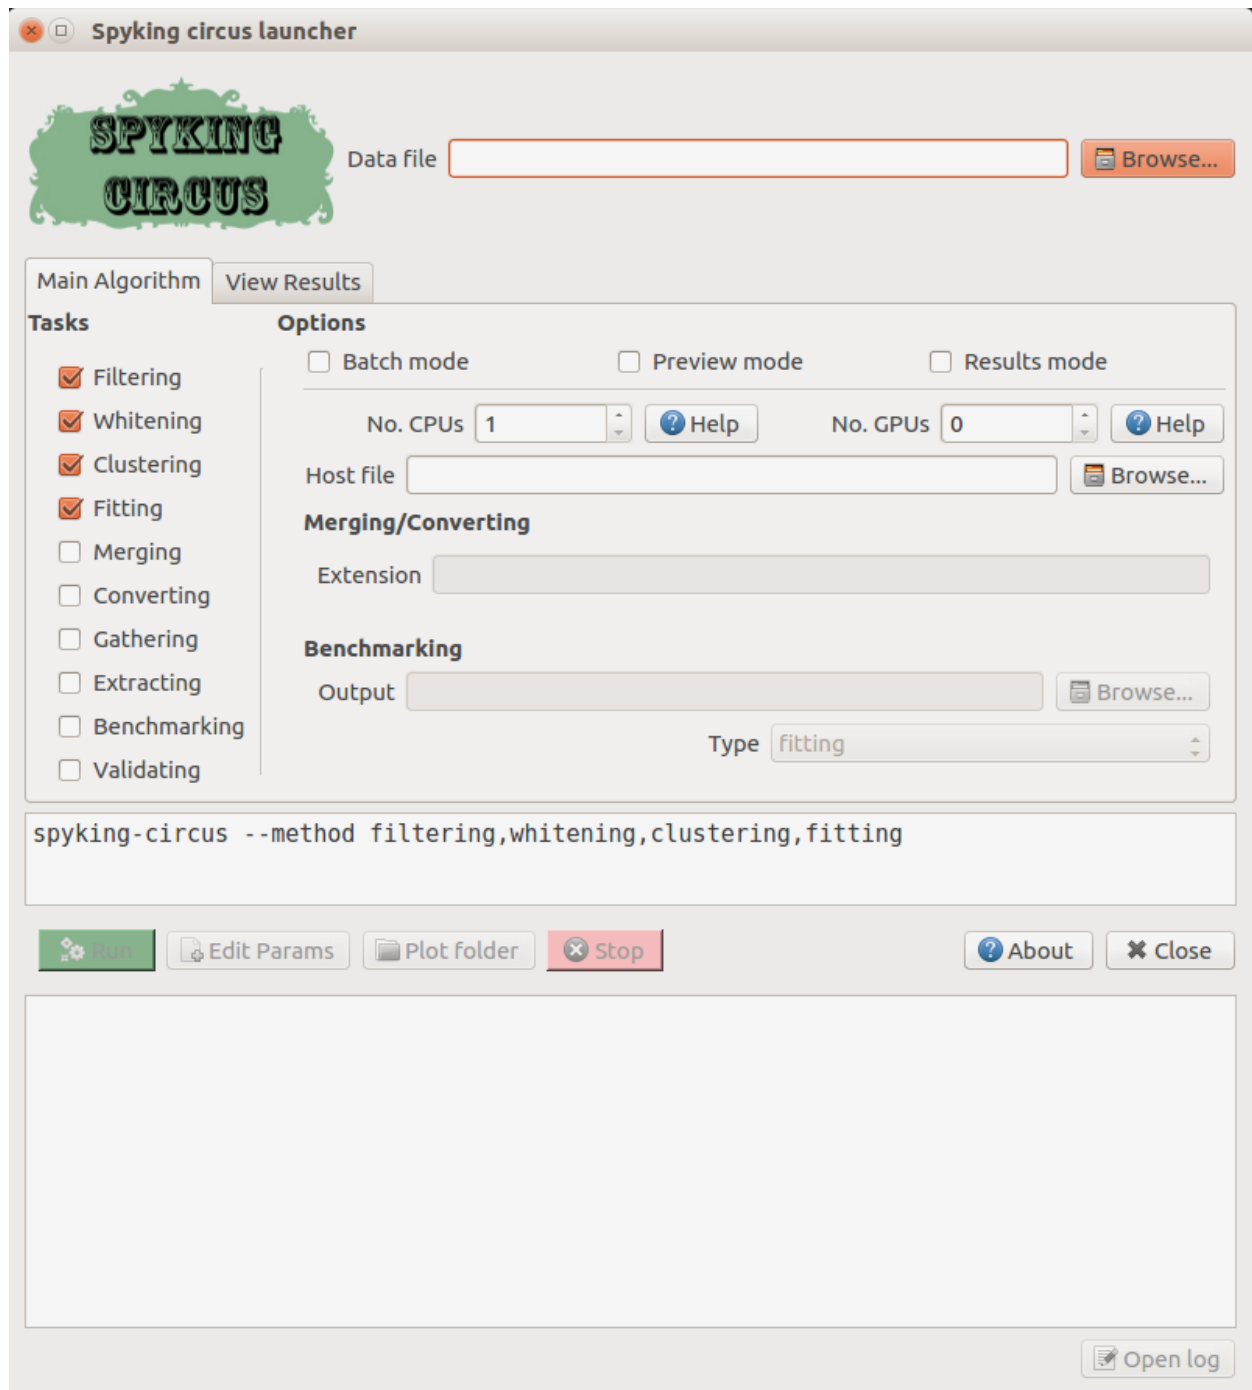 Spyking circus launcher
SPYKING
CIRCUS
Data file
Browse...
Main Algorithm
View Results
Tasks
Options
Filtering
Whitening
Clustering
Fitting
Merging
Converting
Gathering
Extracting
Benchmarking
Validating
Batch mode
Preview mode
Results mode
No. CPUs 1
Help
No. GPUs 0
Help
Host file
Browse...
Merging/Converting
Extension
Benchmarking
Output
Browse...
Type fitting
spyking-circus --method filtering,whitening,clustering,fitting
Run
Edit Params
Plot folder
Stop
About
Close
Open log